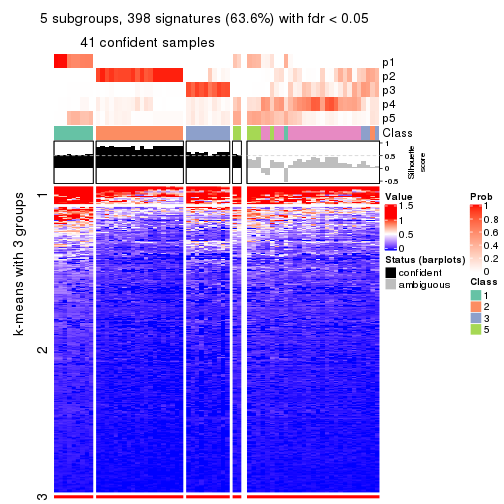 5 subgroups, 398 signatures (63.6%) with fdr < 0.05
41 confident samples
p1
p2
p3
p4
p5
Class
1
0.5
0
-0.5
Silhouette
score
k-means with 3 groups
1
2
3
Value
1.5
1
0.5
0
Status (barplots)
confident
ambiguous
Prob
1
0.8
0.6
0.4
0.2
0
Class
1
2
3
5